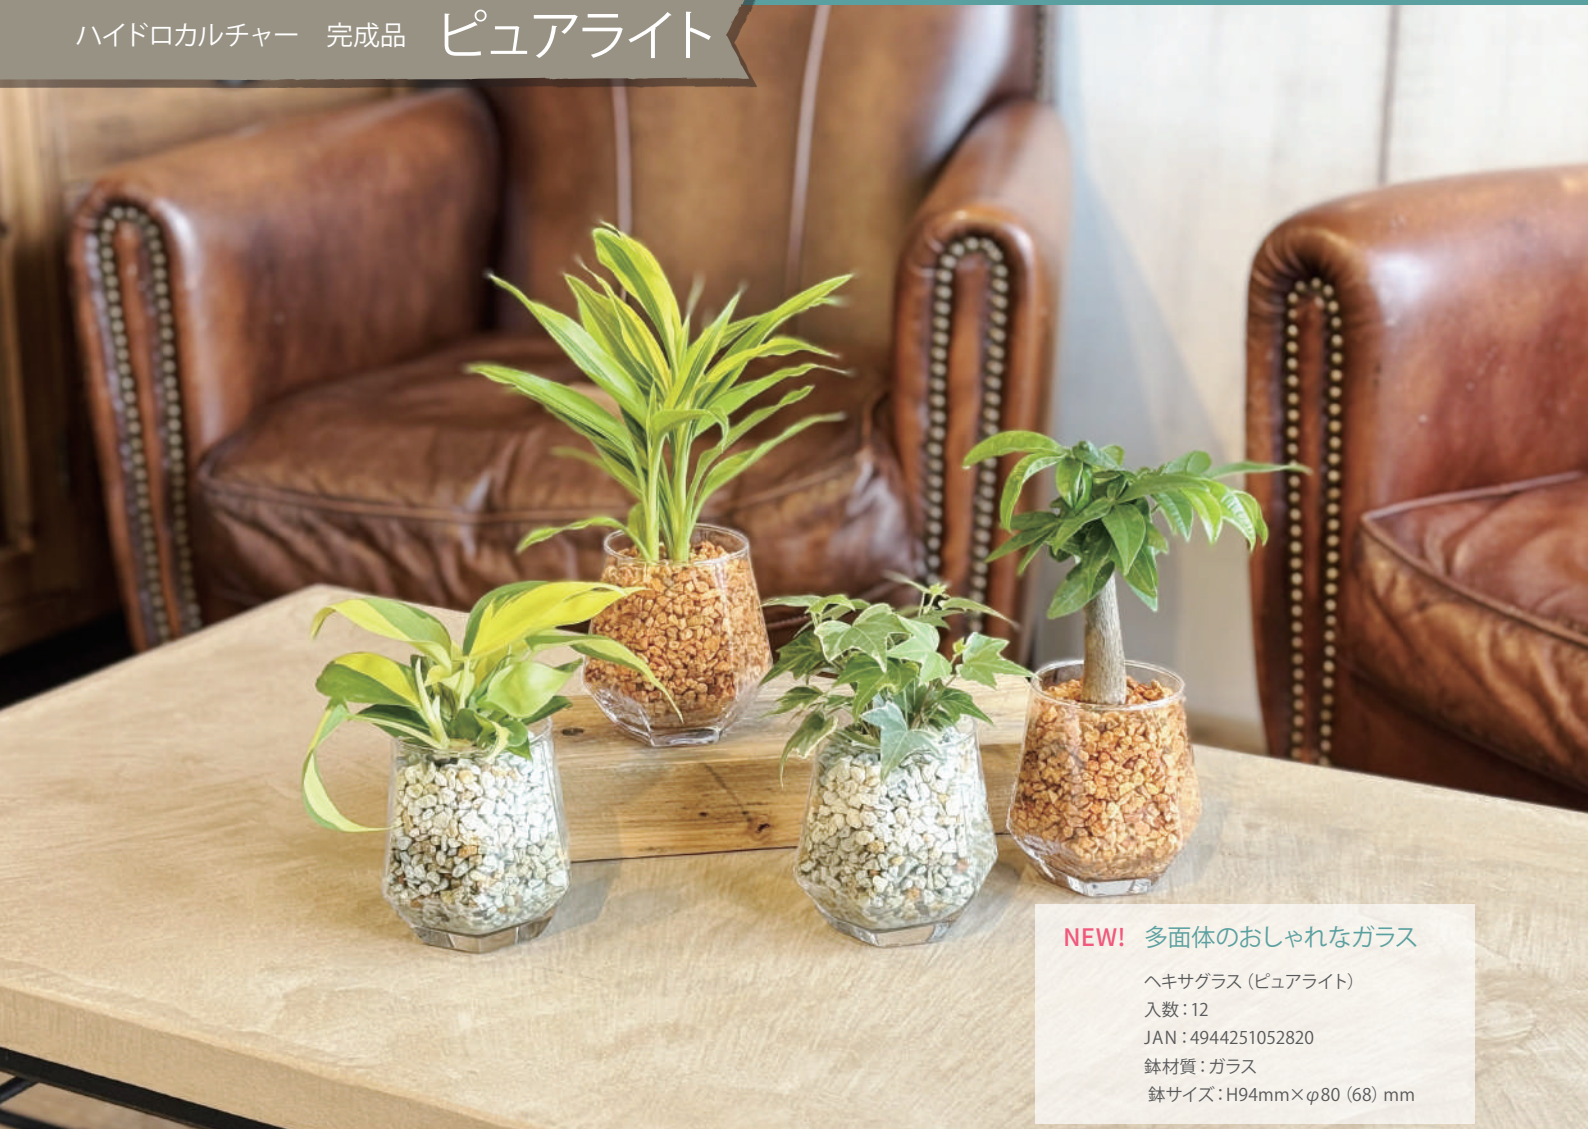 ハイドロカルチャー　完成品　ピュアライト
NEW! 多面体のおしゃれなガラス
ヘキサグラス（ピュアライト）
入数：12
JAN：4944251052820
鉢材質：ガラス
鉢サイズ：H94mm×φ80（68）mm